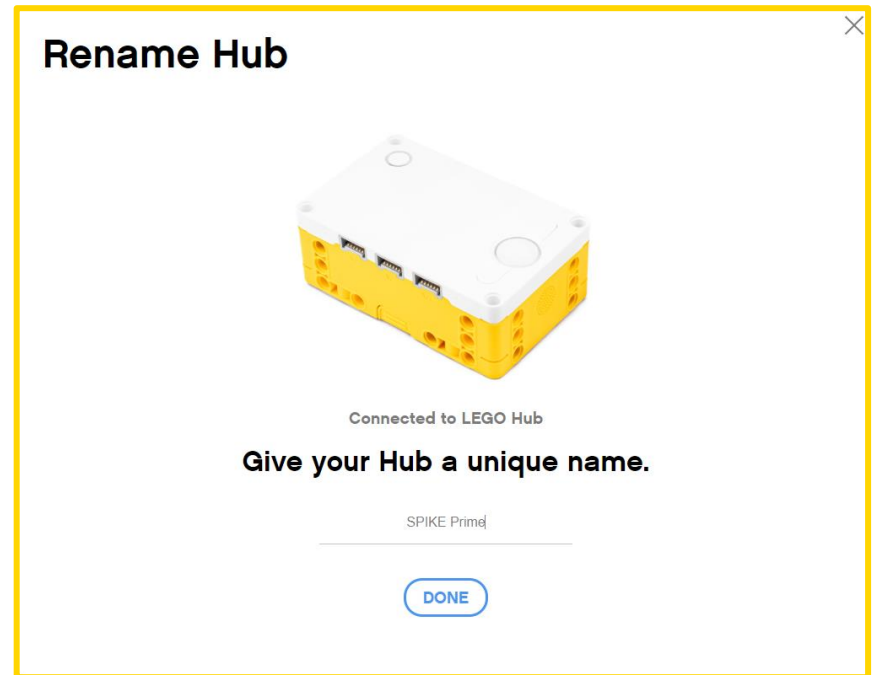 Rename Hub
Connected to LEGO Hub
Give your Hub a unique name.
SPIKE Prime
DONE